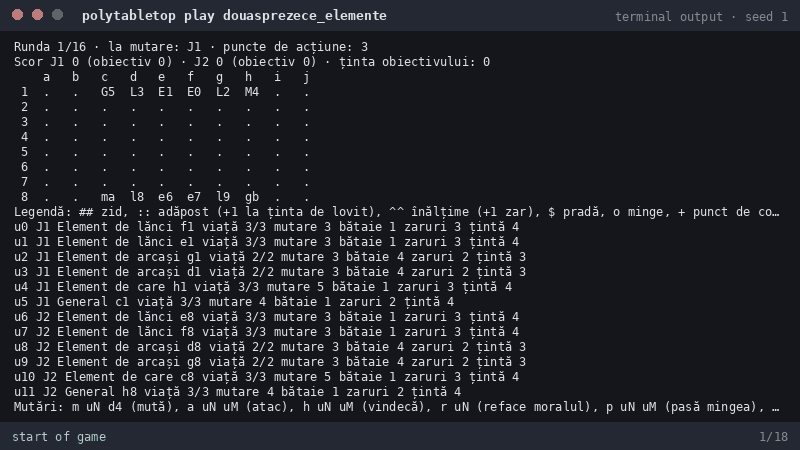 polytabletop play douasprezece_elemente
terminal output · seed 1
Runda 1/16 · la mutare: J1 · puncte de acțiune: 3
Scor J1 0 (obiectiv 0) · J2 0 (obiectiv 0) · ținta obiectivului: 0
a b c d e f g h i j
1 . . G5 L3 E1 E0 L2 M4 . .
2 . . . . . . . . . .
3 . . . . . . . . . .
4 . . . . . . . . . .
5 . . . . . . . . . .
6 . . . . . . . . . .
7 . . . . . . . . . .
8 . . ma l8 e6 e7 l9 gb . .
Legendă: ## zid, :: adăpost (+1 la ținta de lovit), ^^ înălțime (+1 zar), $ pradă, o minge, + punct de co…
u0 J1 Element de lănci f1 viață 3/3 mutare 3 bătaie 1 zaruri 3 țintă 4
u1 J1 Element de lănci e1 viață 3/3 mutare 3 bătaie 1 zaruri 3 țintă 4
u2 J1 Element de arcași g1 viață 2/2 mutare 3 bătaie 4 zaruri 2 țintă 3
u3 J1 Element de arcași d1 viață 2/2 mutare 3 bătaie 4 zaruri 2 țintă 3
u4 J1 Element de care h1 viață 3/3 mutare 5 bătaie 1 zaruri 3 țintă 4
u5 J1 General c1 viață 3/3 mutare 4 bătaie 1 zaruri 2 țintă 4
u6 J2 Element de lănci e8 viață 3/3 mutare 3 bătaie 1 zaruri 3 țintă 4
u7 J2 Element de lănci f8 viață 3/3 mutare 3 bătaie 1 zaruri 3 țintă 4
u8 J2 Element de arcași d8 viață 2/2 mutare 3 bătaie 4 zaruri 2 țintă 3
u9 J2 Element de arcași g8 viață 2/2 mutare 3 bătaie 4 zaruri 2 țintă 3
u10 J2 Element de care c8 viață 3/3 mutare 5 bătaie 1 zaruri 3 țintă 4
u11 J2 General h8 viață 3/3 mutare 4 bătaie 1 zaruri 2 țintă 4
Mutări: m uN d4 (mută), a uN uM (atac), h uN uM (vindecă), r uN (reface moralul), p uN uM (pasă mingea), …
start of game
1/18